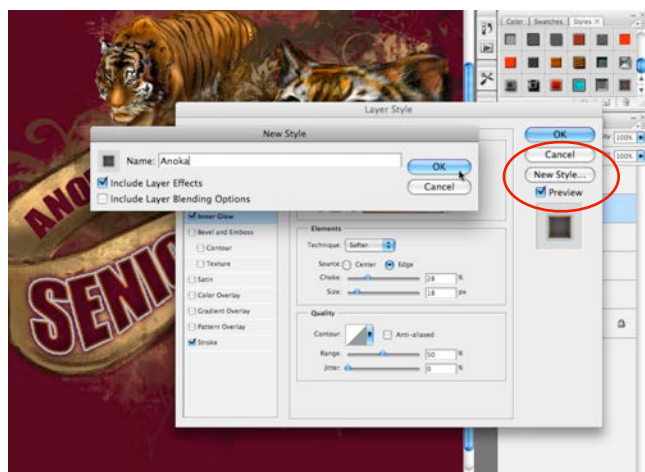 Color Swatches Styles ×
Layer Style
New Style
Name: Anoka
OK
Cancel
Include Layer Effects
Include Layer Blending Options
OK
Cancel
New Style...
Preview
100%
100%
Inner Glow
Bevel and Emboss
Contour
Texture
Satin
Color Overlay
Gradient Overlay
Pattern Overlay
Stroke
Elements
Technique: Softer
Source: Center Edge
Choke: 28 %
Size: 18 px
Quality
Contour: Anti-aliased
Range: 50 %
Jitter: 0 %
ANO
SENIO